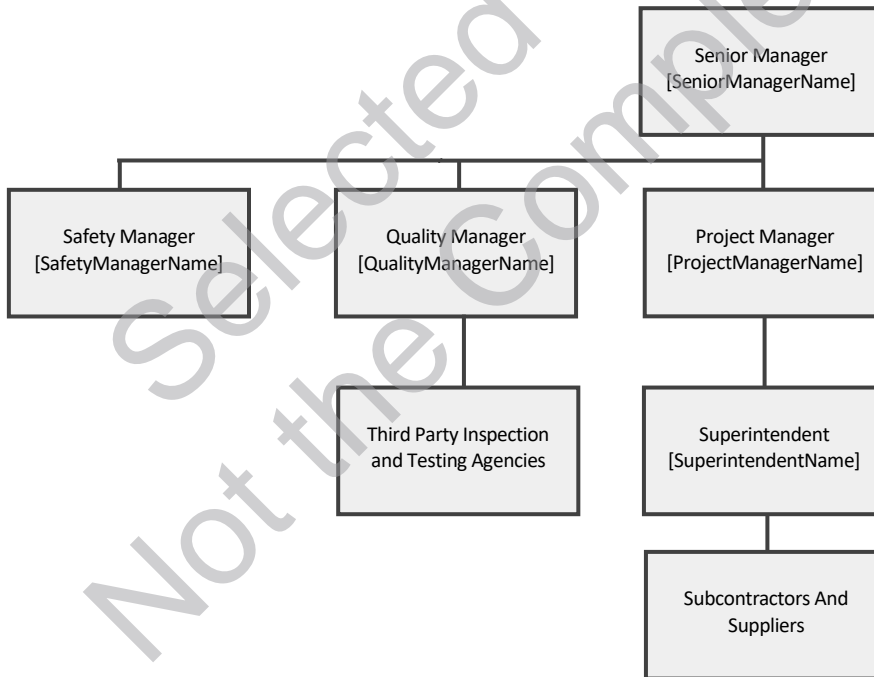 Senior Manager
[SeniorManagerName]
Safety Manager
[SafetyManagerName]
Quality Manager
[QualityManagerName]
Project Manager
[ProjectManagerName]
Third Party Inspection
and Testing Agencies
Superintendent
[SuperintendentName]
Subcontractors And
Suppliers
Selected
Not the